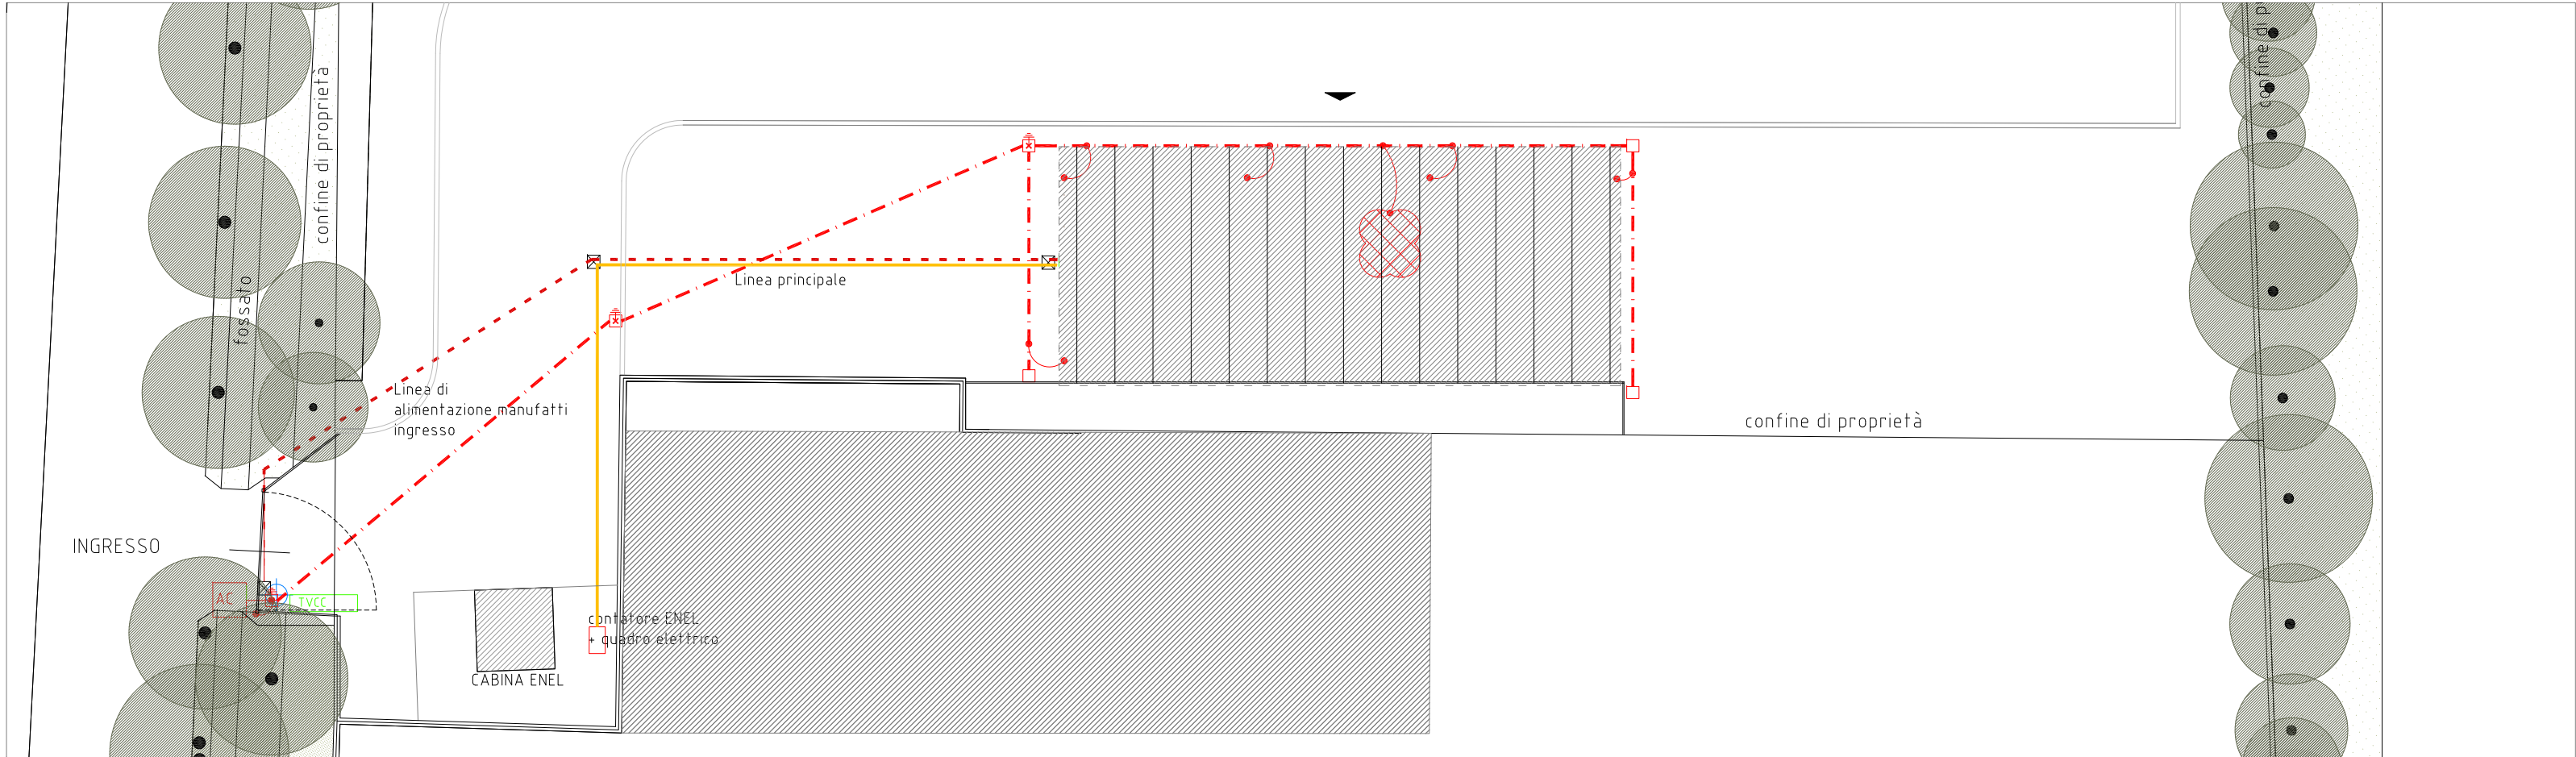 confine di proprietà
confine di p
fossato
Linea principale
Linea di
alimentazione manufatti
ingresso
confine di proprietà
INGRESSO
AC
TVCC
contatore ENEL
+ quadro elettrico
CABINA ENEL